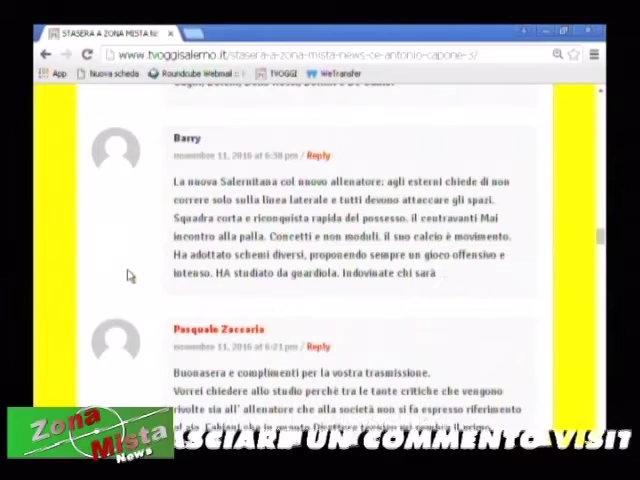 STASERA A ZONA MISTA
www.tvoggisalerno.it/stasera-a-zona-mista-news-ce-antonio-capone-3/
App Nuova scheda Roundcube Webmail :: TVOGGI WeTransfer
Barry
novembre 11, 2016 at 6:38 pm / Reply
La nuova Salernitana col nuovo allenatore: agli esterni chiede di non
correre solo sulla linea laterale e tutti devono attaccare gli spazi.
Squadra corta e riconquista rapida del possesso. il centravanti Mai
incontro alla palla. Concetti e non moduli. il suo calcio è movimento.
Ha adottato schemi diversi, proponendo sempre un gioco offensivo e
intenso. HA studiato da guardiola. Indovinate chi sarà
Pasquale Zaccaria
novembre 11, 2016 at 6:21 pm / Reply
Buonasera e complimenti per la vostra trasmissione.
Vorrei chiedere allo studio perchè tra le tante critiche che vengono
rivolte sia all' allenatore che alla società non si fa espresso riferimento
Zona
Mista
News
ASCIARE UN COMMENTO VISIT